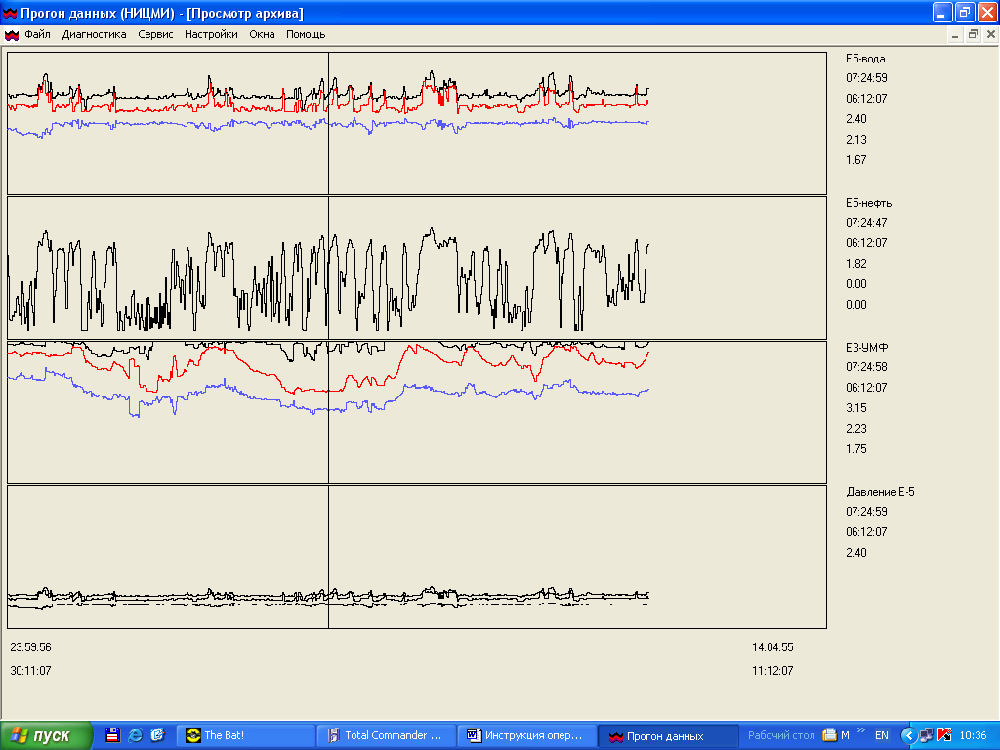 Прогон данных (НИЦМИ) - [Просмотр архива]
Файл Диагностика Сервис Настройки Окна Помощь
Е5-вода
07:24:59
06:12:07
2.40
2.13
1.67
Е5-нефть
07:24:47
06:12:07
1.82
0.00
0.00
Е3-УМФ
07:24:58
06:12:07
3.15
2.23
1.75
Давление Е-5
07:24:59
06:12:07
2.40
23:59:56 14:04:55
30:11:07 11:12:07
пуск The Bat! Total Commander ... Инструкция опер... Прогон данных Рабочий стол М » EN 10:36